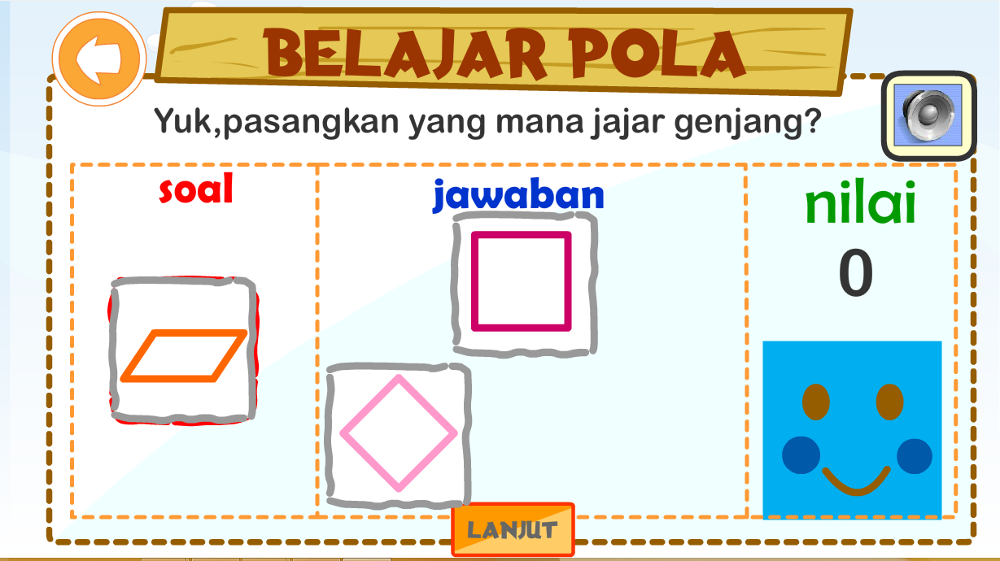 BELAJAR POLA
Yuk,pasangkan yang mana jajar genjang?
soal
jawaban
nilai
0
LANJUT